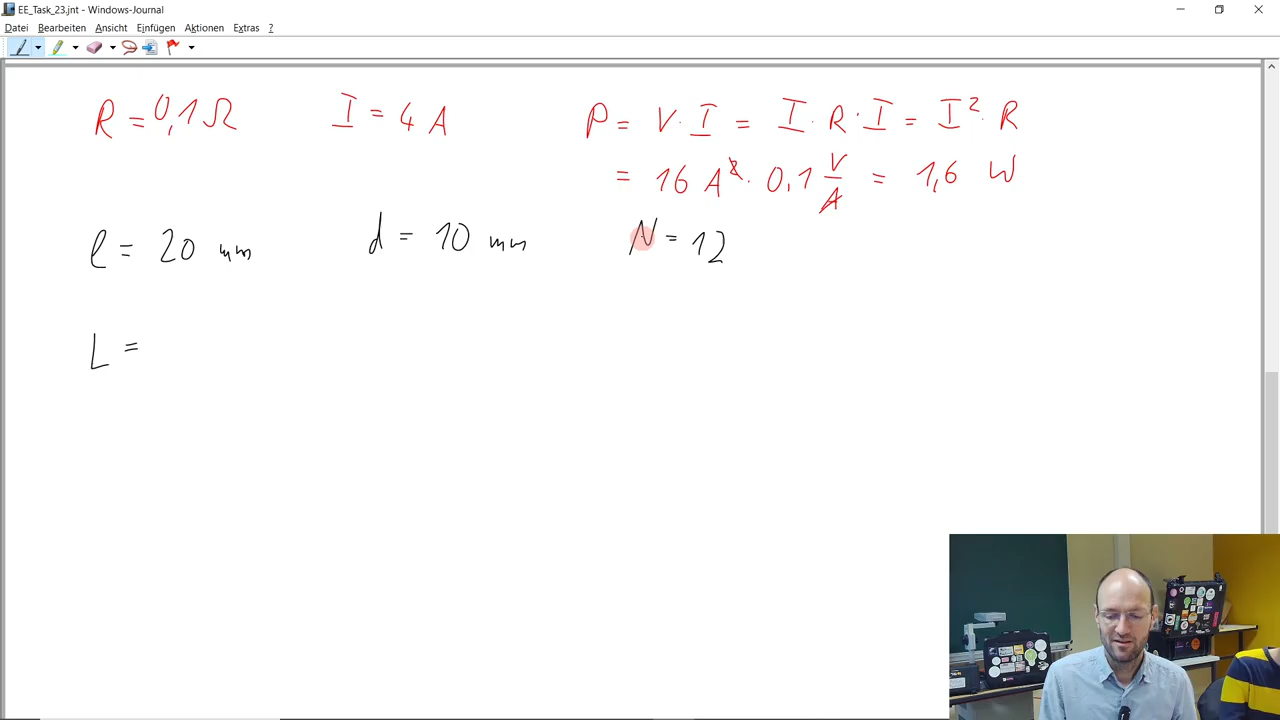 EE_Task_23.jnt - Windows-Journal
Datei Bearbeiten Ansicht Einfügen Aktionen Extras ?
R = 0,1 Ω I = 4 A P = V · I = I · R · I = I² · R
= 16 A² · 0,1 V/A = 1,6 W
ℓ = 20 mm d = 10 mm N = 12
L =